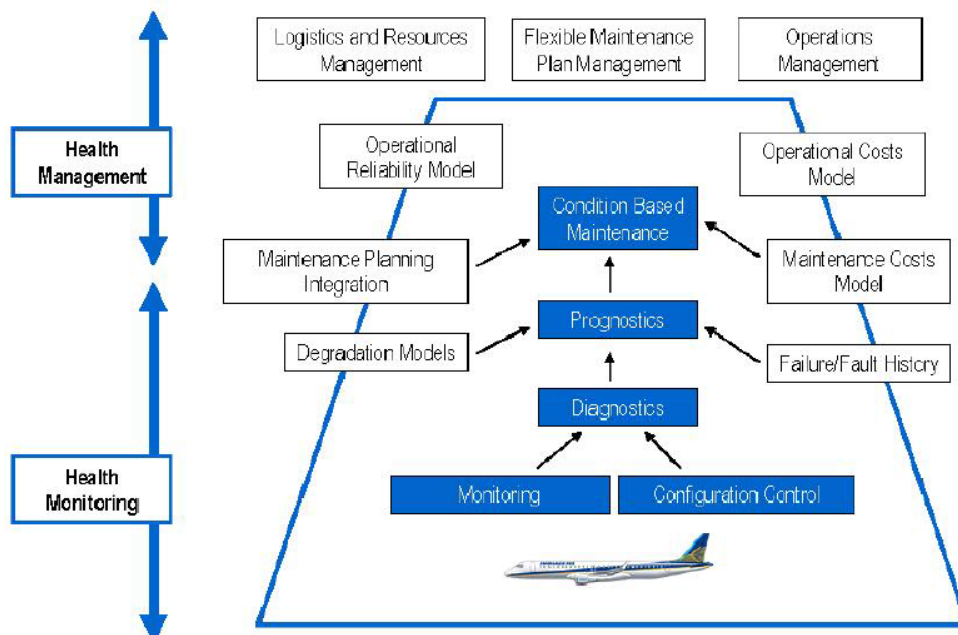 Logistics and Resources
Management
Flexible Maintenance
Plan Management
Operations
Management
Health
Management
Operational
Reliability Model
Operational Costs
Model
Condition Based
Maintenance
Maintenance Planning
Integration
Maintenance Costs
Model
Prognostics
Degradation Models
Failure/Fault History
Diagnostics
Health
Monitoring
Monitoring
Configuration Control